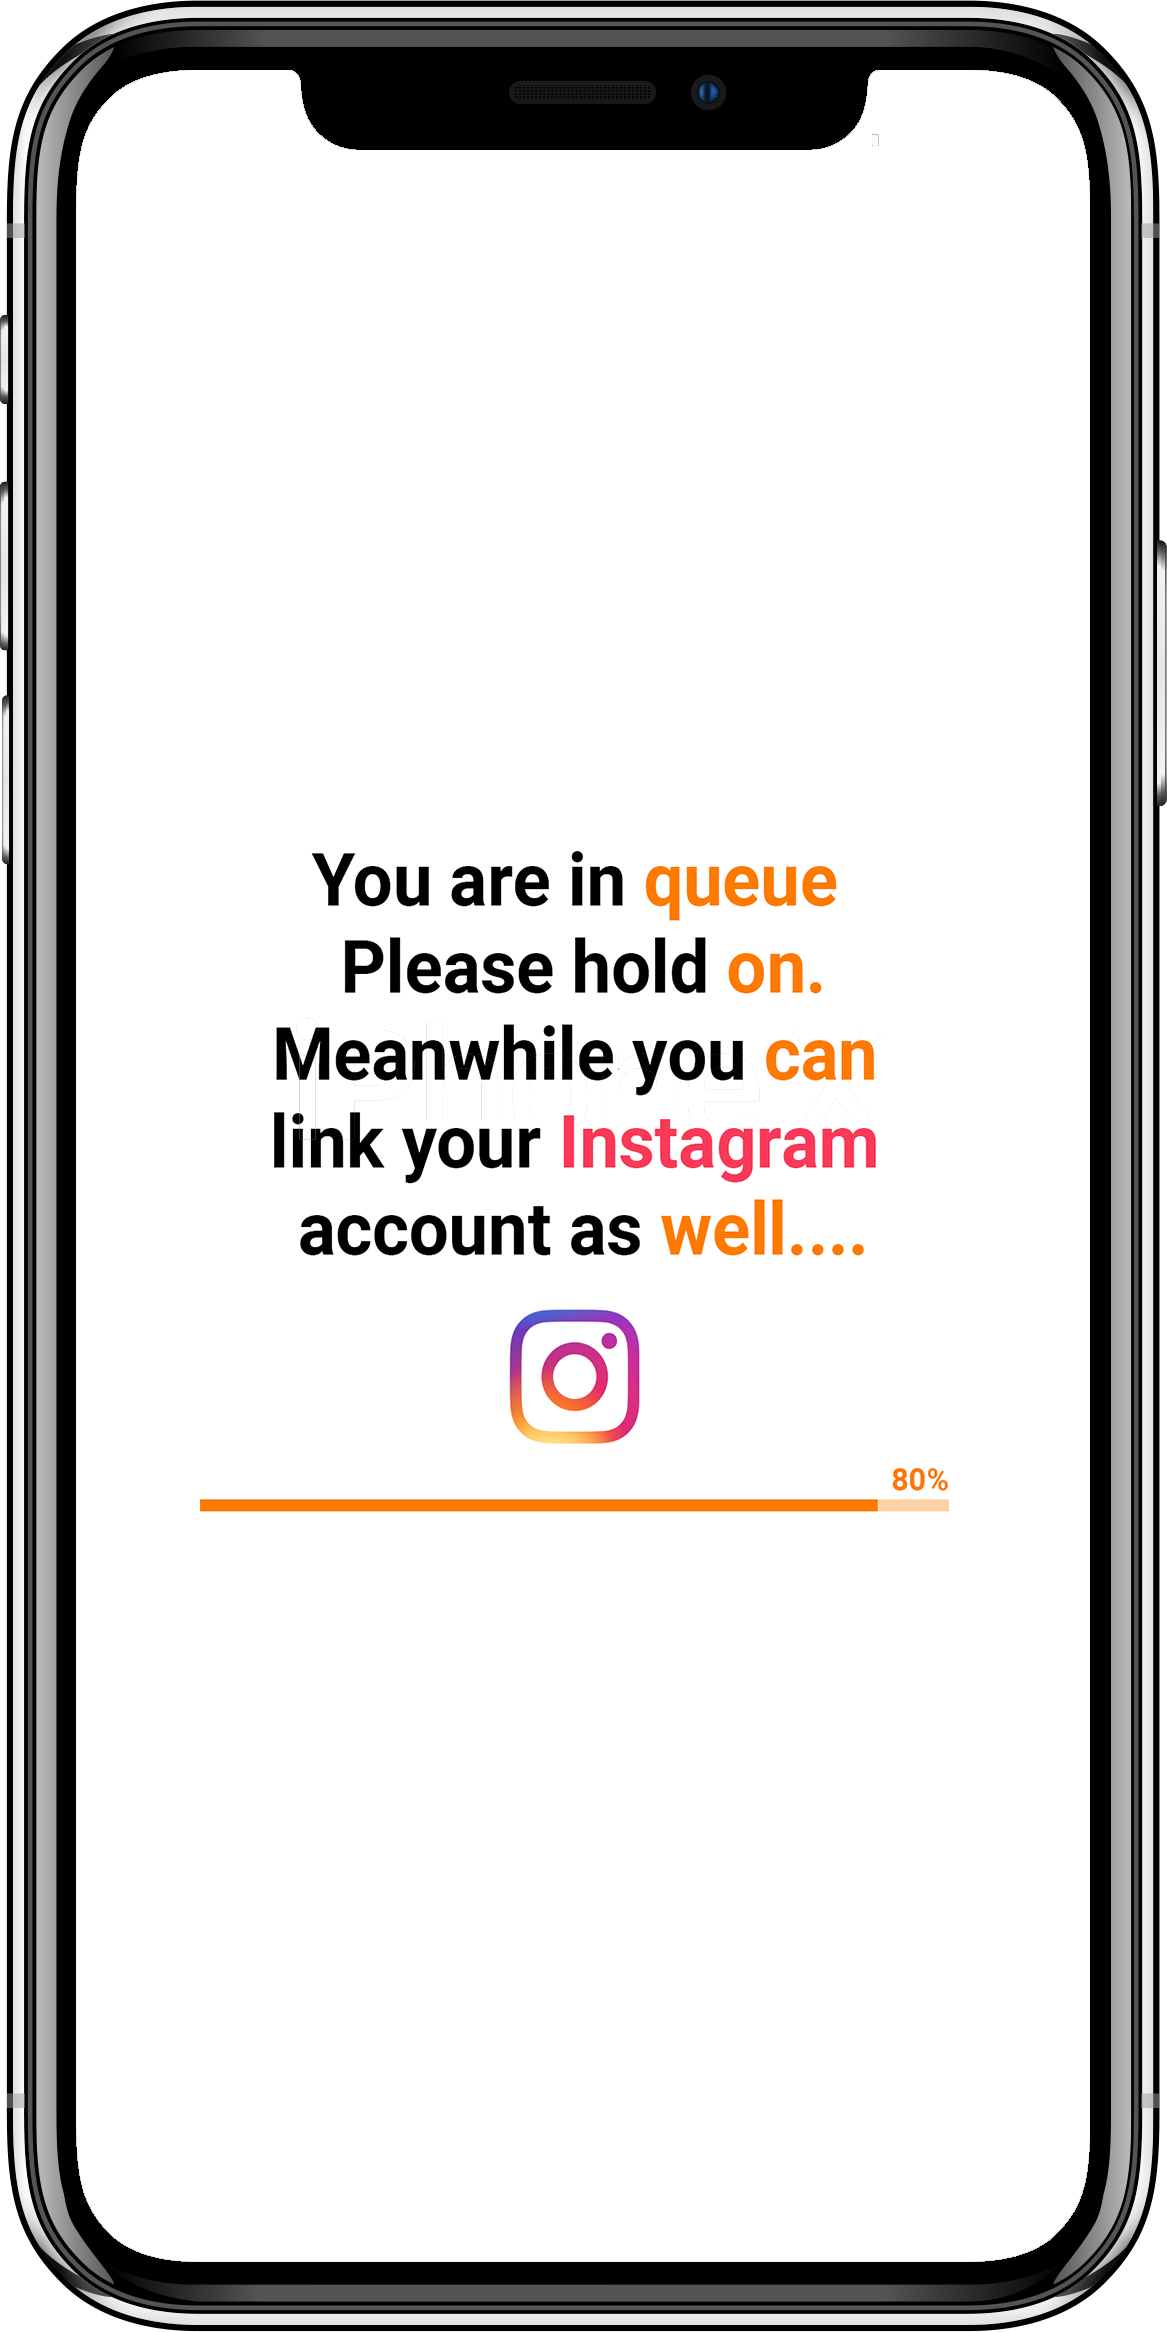 You are in queue
Please hold on.
Meanwhile you can
link your Instagram
account as well....
80%